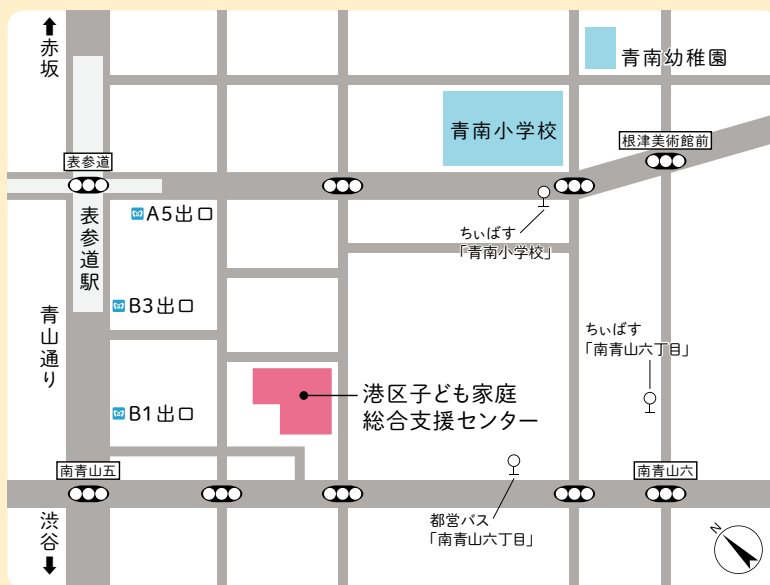 赤坂
青南幼稚園
青南小学校
根津美術館前
表参道
A5出口
ちぃばす
「青南小学校」
表参道駅
B3出口
青山通り
ちぃばす
「南青山六丁目」
港区子ども家庭
総合支援センター
B1出口
南青山五
南青山六
渋谷
都営バス
「南青山六丁目」
N